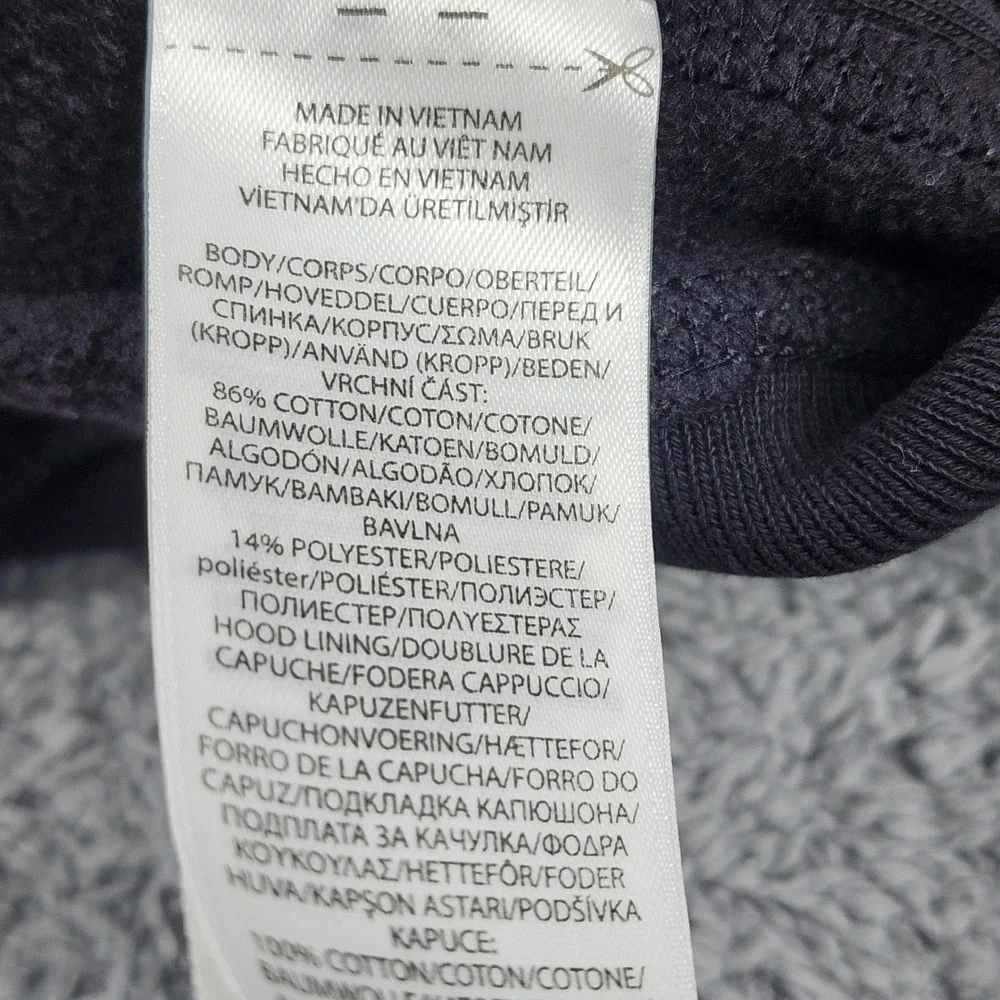 MADE IN VIETNAM
FABRIQUÉ AU VIÊT NAM
HECHO EN VIETNAM
VİETNAM'DA ÜRETİLMİŞTİR
BODY/CORPS/CORPO/OBERTEIL/
ROMP/HOVEDDEL/CUERPO/ПЕРЕД И
СПИНКА/КОРПУС/ΣΩΜΑ/BRUK
(KROPP)/ANVÄND (KROPP)/BEDEN/
VRCHNÍ ČÁST:
86% COTTON/COTON/COTONE/
BAUMWOLLE/KATOEN/BOMULD/
ALGODÓN/ALGODÃO/ХЛОПОК/
ПАМУК/ΒΑΜΒΑΚΙ/BOMULL/PAMUK/
BAVLNA
14% POLYESTER/POLIESTERE/
poliéster/POLIÉSTER/ПОЛИЭСТЕР/
ПОЛИЕСТЕР/ΠΟΛΥΕΣΤΕΡΑΣ
HOOD LINING/DOUBLURE DE LA
CAPUCHE/FODERA CAPPUCCIO/
KAPUZENFUTTER/
CAPUCHONVOERING/HÆTTEFOR/
FORRO DE LA CAPUCHA/FORRO DO
CAPUZ/ПОДКЛАДКА КАПЮШОНА/
ПОДПЛАТА ЗА КАЧУЛКА/ΦΟΔΡΑ
ΚΟΥΚΟΥΛΑΣ/HETTEFÔR/FODER
HUVA/KAPŞON ASTARI/PODŠÍVKA
KAPUCE:
100% COTTON/COTON/COTONE/